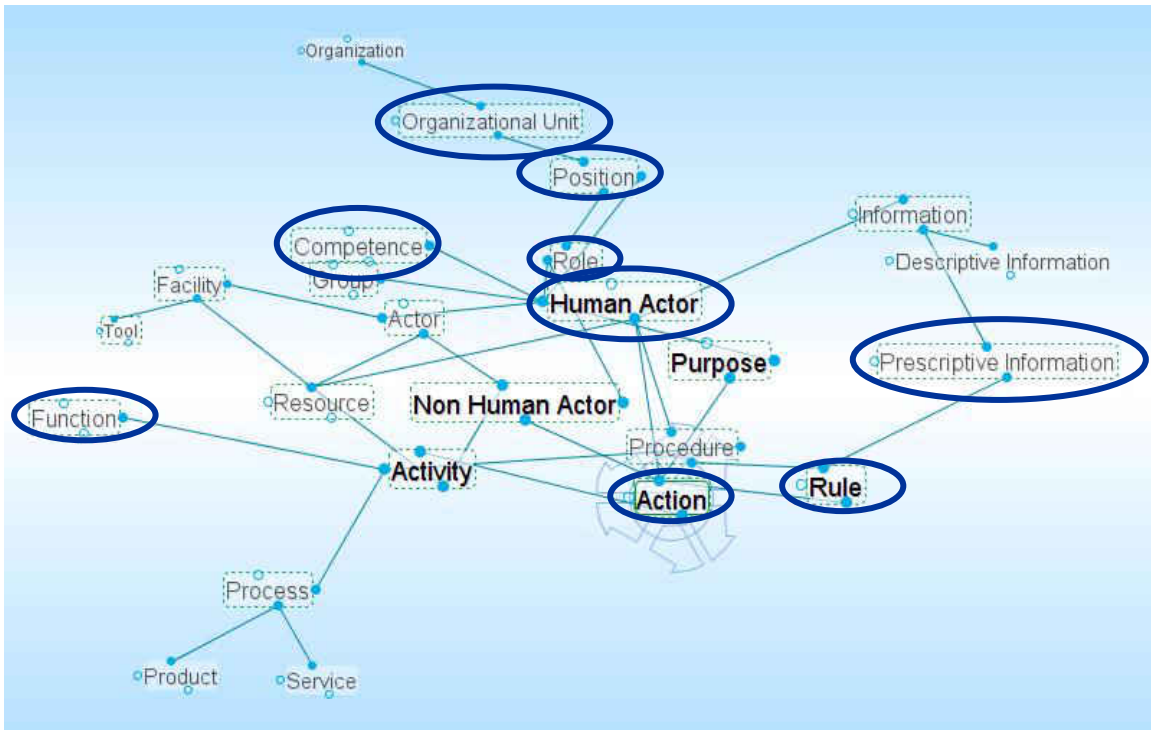 Organization
Organizational Unit
Position
Information
Competence
Role
Descriptive Information
Group
Facility
Human Actor
Actor
Tool
Purpose
Prescriptive Information
Resource
Non Human Actor
Function
Procedure
Activity
Rule
Action
Process
Product
Service